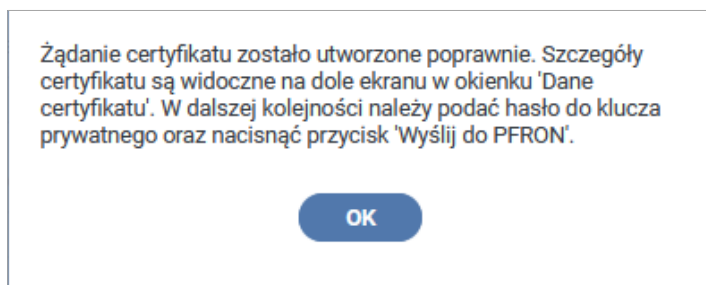 Żądanie certyfikatu zostało utworzone poprawnie. Szczegóły
certyfikatu są widoczne na dole ekranu w okienku 'Dane
certyfikatu'. W dalszej kolejności należy podać hasło do klucza
prywatnego oraz nacisnąć przycisk 'Wyślij do PFRON'.
OK